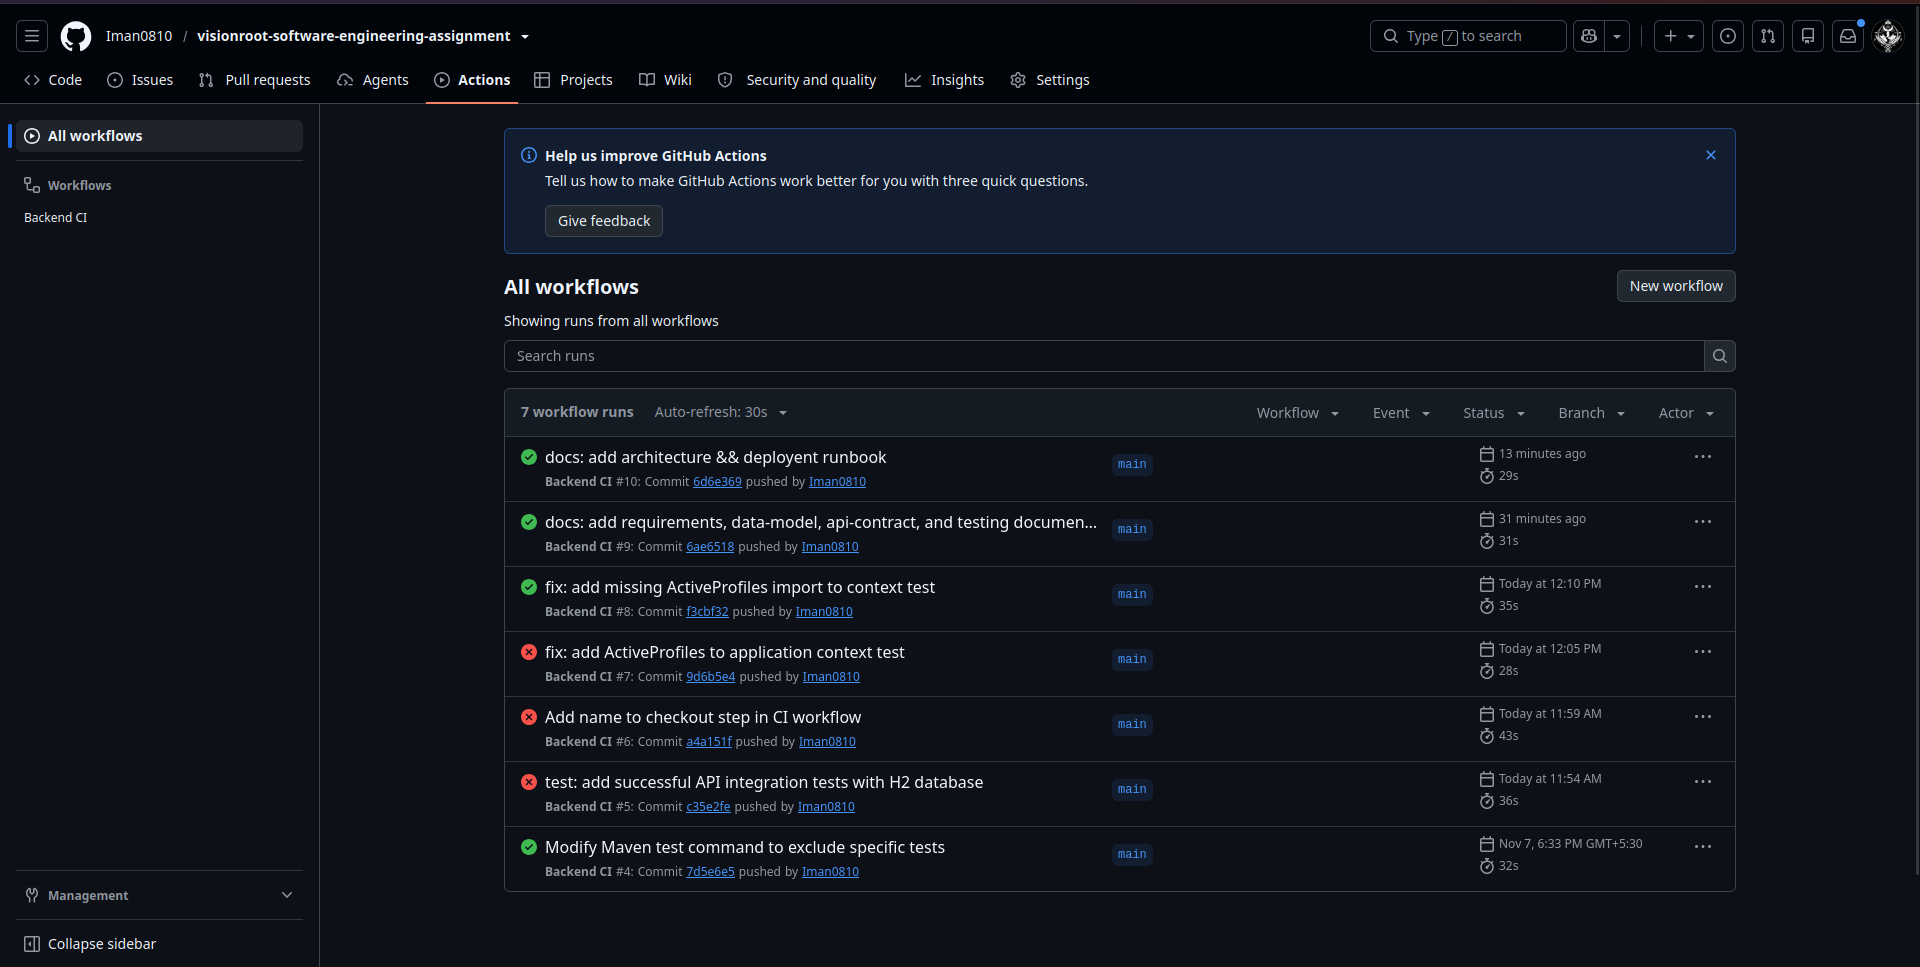 Iman0810 / visionroot-software-engineering-assignment
Type / to search
Code Issues Pull requests Agents Actions Projects Wiki Security and quality Insights Settings
All workflows
Workflows
Backend CI
Management
Collapse sidebar
Help us improve GitHub Actions
Tell us how to make GitHub Actions work better for you with three quick questions.
Give feedback
All workflows
New workflow
Showing runs from all workflows
Search runs
7 workflow runs Auto-refresh: 30s Workflow Event Status Branch Actor
docs: add architecture && deployent runbook main 13 minutes ago
Backend CI #10: Commit 6d6e369 pushed by Iman0810 29s
docs: add requirements, data-model, api-contract, and testing documen... main 31 minutes ago
Backend CI #9: Commit 6ae6518 pushed by Iman0810 31s
fix: add missing ActiveProfiles import to context test main Today at 12:10 PM
Backend CI #8: Commit f3cbf32 pushed by Iman0810 35s
fix: add ActiveProfiles to application context test main Today at 12:05 PM
Backend CI #7: Commit 9d6b5e4 pushed by Iman0810 28s
Add name to checkout step in CI workflow main Today at 11:59 AM
Backend CI #6: Commit a4a151f pushed by Iman0810 43s
test: add successful API integration tests with H2 database main Today at 11:54 AM
Backend CI #5: Commit c35e2fe pushed by Iman0810 36s
Modify Maven test command to exclude specific tests main Nov 7, 6:33 PM GMT+5:30
Backend CI #4: Commit 7d5e6e5 pushed by Iman0810 32s